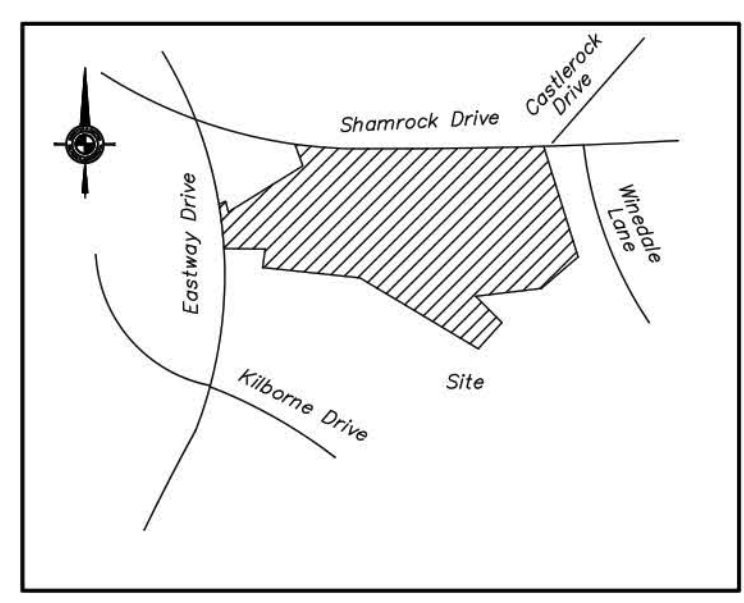 Castlerock
Drive
Shamrock Drive
Eastway Drive
Winedale
Lane
Kilborne Drive
Site